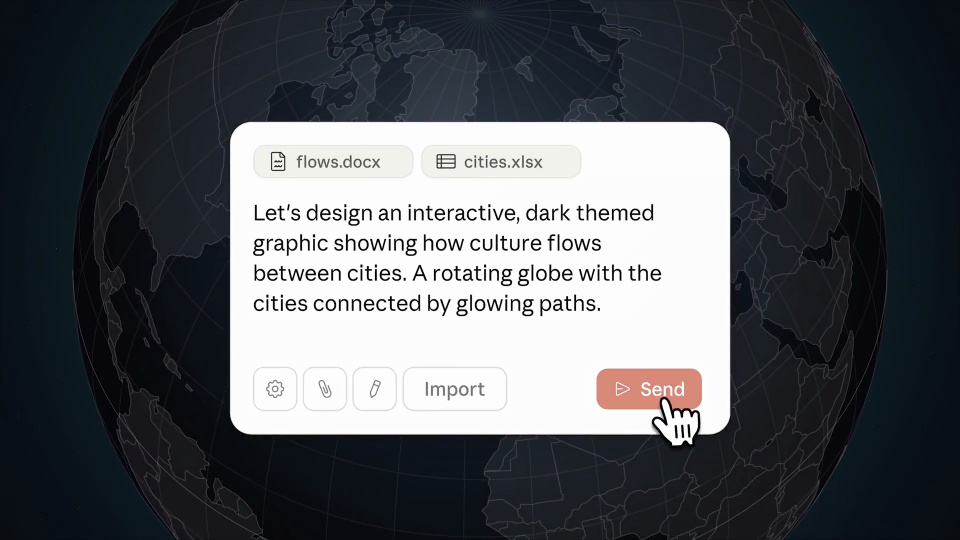 flows.docx
cities.xlsx
Let's design an interactive, dark themed
graphic showing how culture flows
between cities. A rotating globe with the
cities connected by glowing paths.
Import
Send